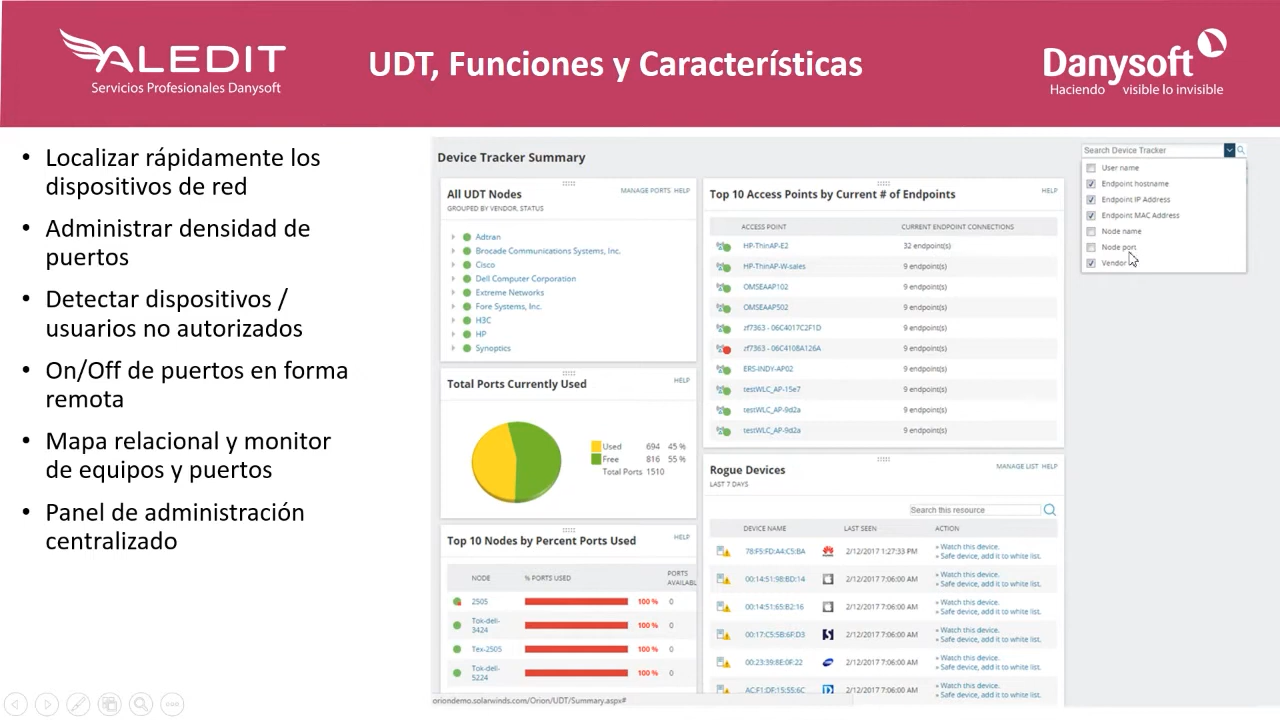 ALEDIT
Servicios Profesionales Danysoft
UDT, Funciones y Características
Danysoft
Haciendo visible lo invisible
• Localizar rápidamente los
dispositivos de red
• Administrar densidad de
puertos
• Detectar dispositivos /
usuarios no autorizados
• On/Off de puertos en forma
remota
• Mapa relacional y monitor
de equipos y puertos
• Panel de administración
centralizado
Device Tracker Summary
All UDT Nodes
MANAGE PORTS HELP
GROUPED BY VENDOR, STATUS
Adtran
Brocade Communications Systems, Inc.
Cisco
Dell Computer Corporation
Extreme Networks
Fore Systems, Inc.
H3C
HP
Synoptics
Total Ports Currently Used
HELP
Used 694 45 %
Free 816 55 %
Total Ports 1510
Top 10 Nodes by Percent Ports Used
HELP
NODE % PORTS USED PORTS
AVAILABL
2505 100 % 0
Tok-dell-
3424 100 % 0
Tex-2505 100 % 0
Tok-dell-
5224 100 % 0
Top 10 Access Points by Current # of Endpoints
HELP
ACCESS POINT CURRENT ENDPOINT CONNECTIONS
HP-ThinAP-E2 32 endpoint(s)
HP-ThinAP-W-sales 9 endpoint(s)
OMSEAAP102 9 endpoint(s)
OMSEAAP502 9 endpoint(s)
zf7363 - 06C4017C2F1D 9 endpoint(s)
zf7363 - 06C4108A126A 9 endpoint(s)
ERS-INDY-AP02 9 endpoint(s)
testWLC_AP-15e7 9 endpoint(s)
testWLC_AP-9d2a 9 endpoint(s)
testWLC_AP-9d2a 9 endpoint(s)
Rogue Devices
MANAGE LIST HELP
LAST 7 DAYS
Search this resource
DEVICE NAME LAST SEEN ACTION
78:F5:FD:A4:C5:BA 2/12/2017 1:27:33 PM » Watch this device.
» Safe device, add it to white list.
00:14:51:98:BD:14 2/12/2017 7:06:00 AM » Watch this device.
» Safe device, add it to white list.
00:14:51:65:B2:16 2/12/2017 7:06:00 AM » Watch this device.
» Safe device, add it to white list.
00:17:C5:5B:6F:D3 2/12/2017 7:06:00 AM » Watch this device.
» Safe device, add it to white list.
00:23:39:8E:0F:22 2/12/2017 7:06:00 AM » Watch this device.
» Safe device, add it to white list.
AC:F1:DF:15:55:6C 2/12/2017 7:06:00 AM » Watch this device.
» Safe device, add it to white list.
Search Device Tracker
User name
Endpoint hostname
Endpoint IP Address
Endpoint MAC Address
Node name
Node port
Vendor
oriondemo.solarwinds.com/Orion/UDT/Summary.aspx#